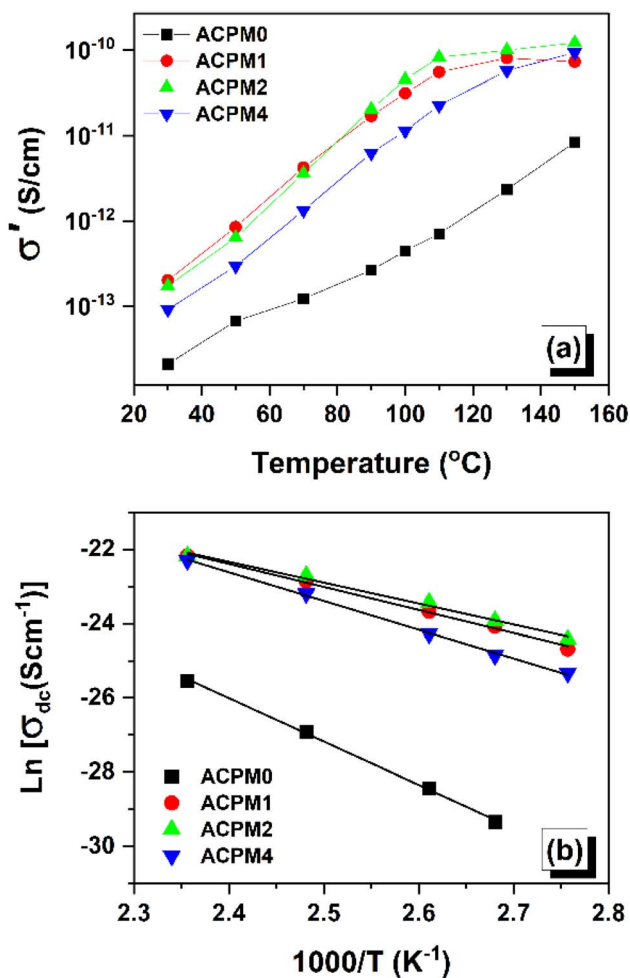 ACPM0
ACPM1
ACPM2
ACPM4
10⁻¹⁰
10⁻¹¹
10⁻¹²
10⁻¹³
σ' (S/cm)
(a)
20 40 60 80 100 120 140 160
Temperature (°C)
-22
-24
-26
-28
-30
Ln [σdc(Scm⁻¹)]
ACPM0
ACPM1
ACPM2
ACPM4
(b)
2.3 2.4 2.5 2.6 2.7 2.8
1000/T (K⁻¹)